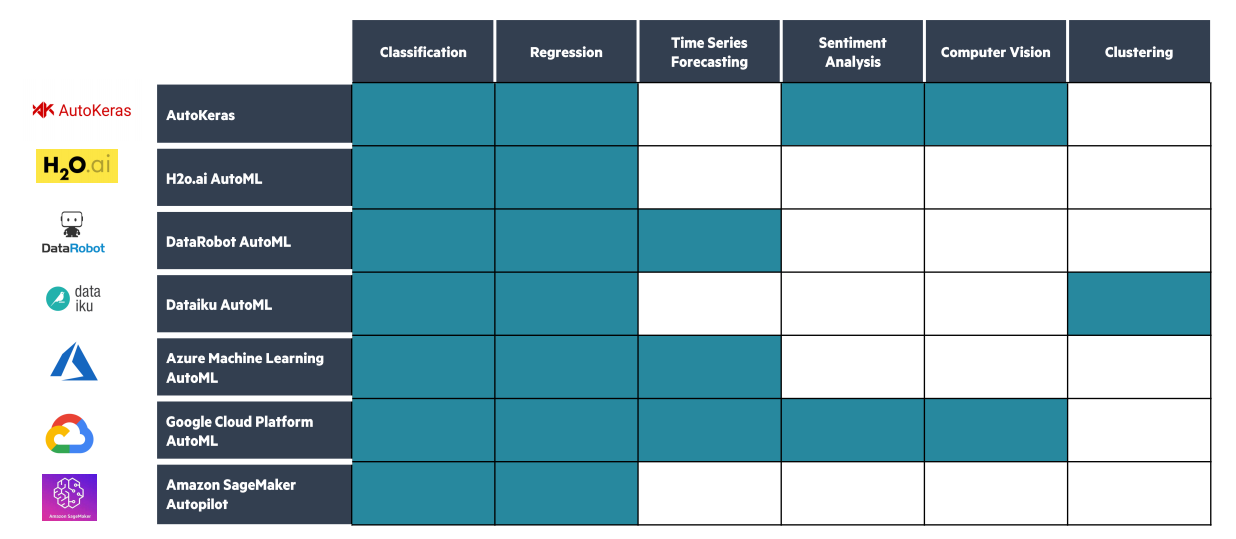 Classification
Regression
Time Series
Forecasting
Sentiment
Analysis
Computer Vision
Clustering
AutoKeras
AutoKeras
H2O.ai
H2o.ai AutoML
DataRobot
DataRobot AutoML
data
iku
Dataiku AutoML
Azure Machine Learning
AutoML
Google Cloud Platform
AutoML
Amazon SageMaker
Amazon SageMaker
Autopilot